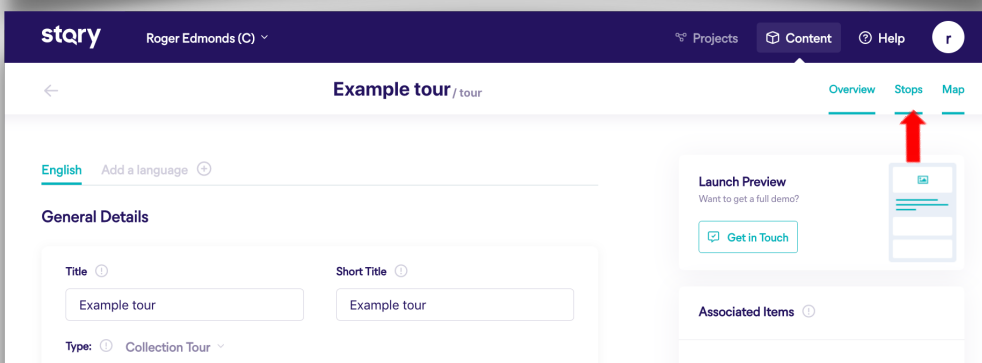 stqry
Roger Edmonds (C)
Projects
Content
Help
r
Example tour / tour
Overview
Stops
Map
English
Add a language
General Details
Title
Short Title
Example tour
Example tour
Type:
Collection Tour
Launch Preview
Want to get a full demo?
Get in Touch
Associated Items